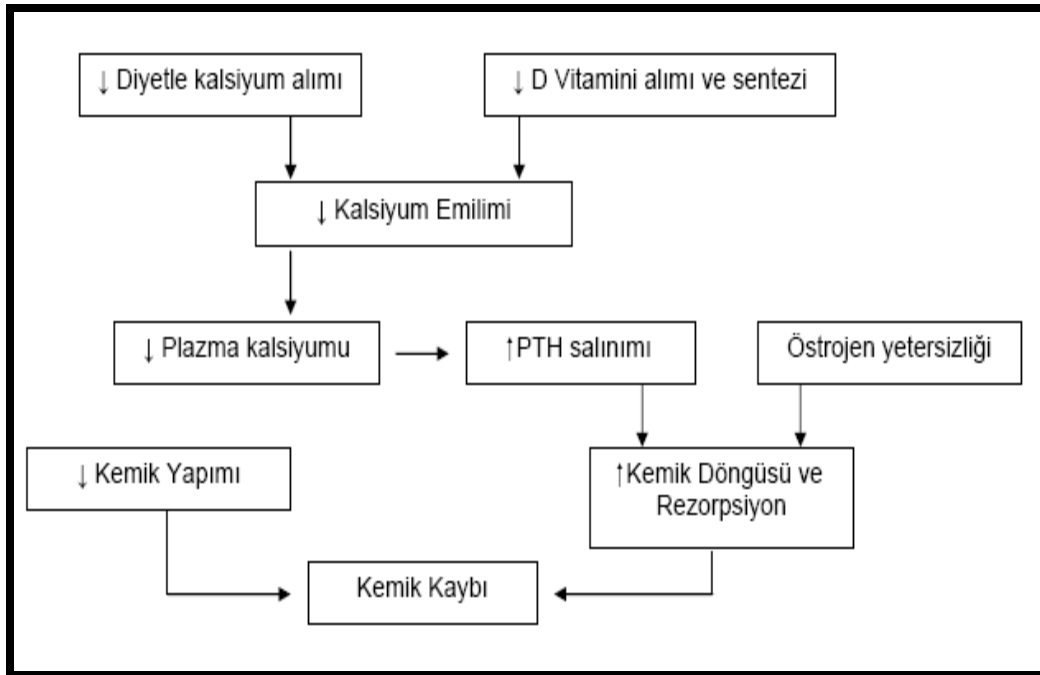 ↓ Diyetle kalsiyum alımı
↓ D Vitamini alımı ve sentezi
↓ Kalsiyum Emilimi
↓ Plazma kalsiyumu
↑PTH salınımı
Östrojen yetersizliği
↓ Kemik Yapımı
↑Kemik Döngüsü ve
Rezorpsiyon
Kemik Kaybı